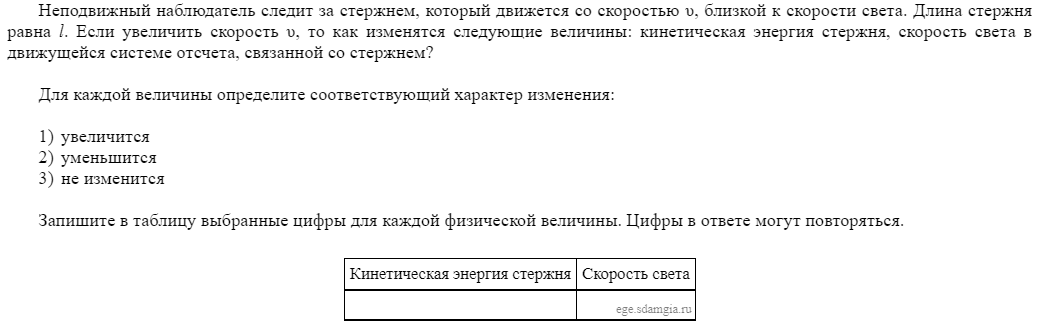 Неподвижный наблюдатель следит за стержнем, который движется со скоростью υ, близкой к скорости света. Длина стержня
равна l. Если увеличить скорость υ, то как изменятся следующие величины: кинетическая энергия стержня, скорость света в
движущейся системе отсчета, связанной со стержнем?
Для каждой величины определите соответствующий характер изменения:
1) увеличится
2) уменьшится
3) не изменится
Запишите в таблицу выбранные цифры для каждой физической величины. Цифры в ответе могут повторяться.
Кинетическая энергия стержня Скорость света
ege.sdamgia.ru